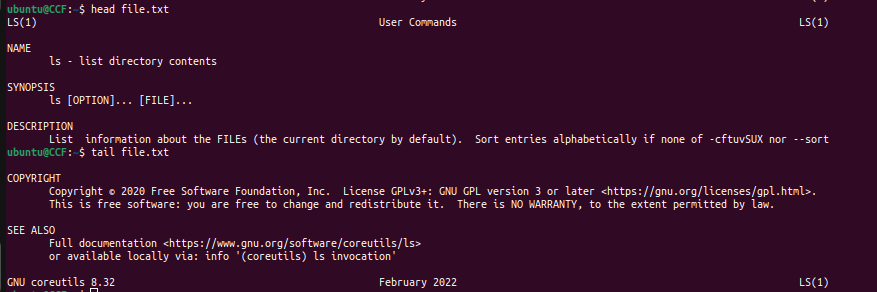 ubuntu@CCF:~$ head file.txt
LS(1) User Commands LS(1)
NAME
ls - list directory contents
SYNOPSIS
ls [OPTION]... [FILE]...
DESCRIPTION
List  information about the FILEs (the current directory by default).  Sort entries alphabetically if none of -cftuvSUX nor --sort
ubuntu@CCF:~$ tail file.txt
COPYRIGHT
Copyright © 2020 Free Software Foundation, Inc.  License GPLv3+: GNU GPL version 3 or later <https://gnu.org/licenses/gpl.html>.
This is free software: you are free to change and redistribute it.  There is NO WARRANTY, to the extent permitted by law.
SEE ALSO
Full documentation <https://www.gnu.org/software/coreutils/ls>
or available locally via: info '(coreutils) ls invocation'
GNU coreutils 8.32 February 2022 LS(1)